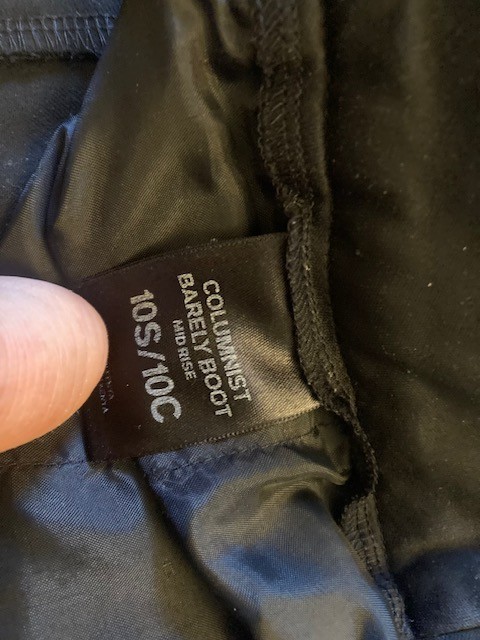 COLUMNIST
BARELY BOOT
MID RISE
10S/10C